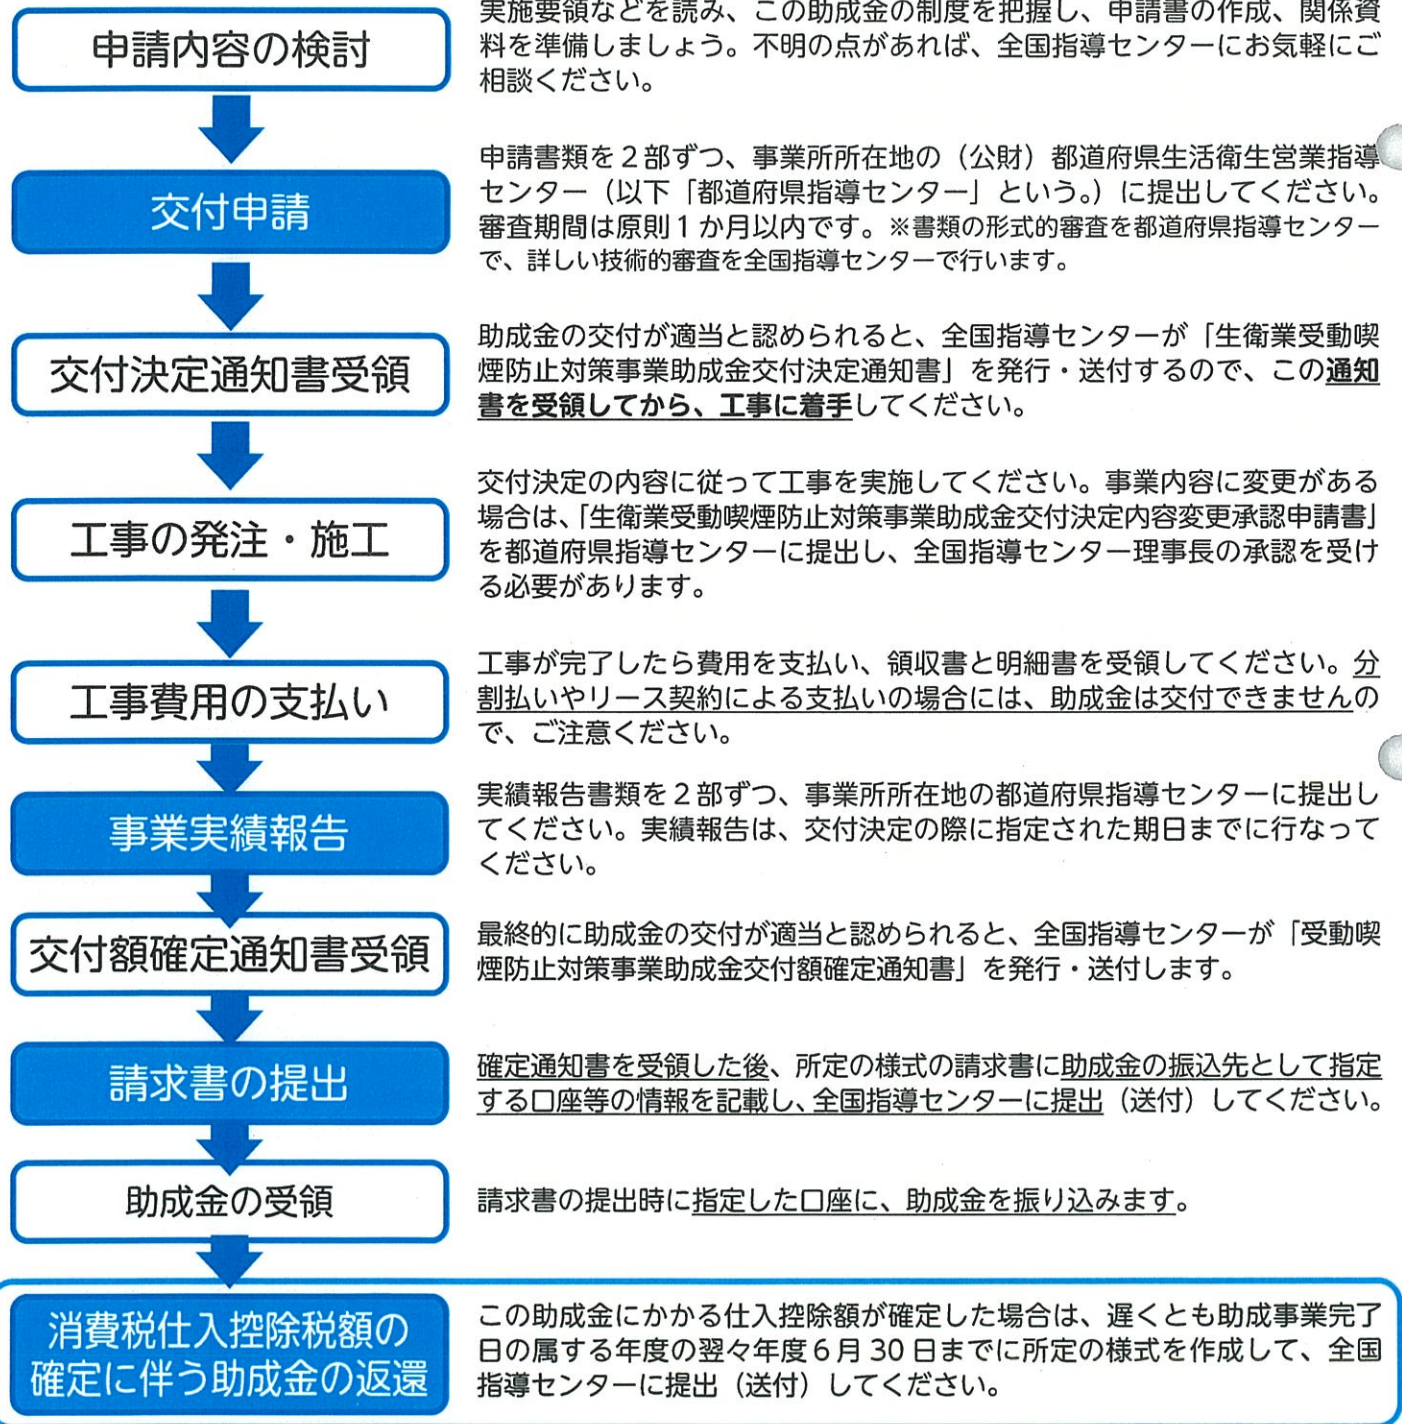 申請内容の検討
実施要領などを読み、この助成金の制度を把握し、申請書の作成、関係資
料を準備しましょう。不明の点があれば、全国指導センターにお気軽にご
相談ください。
交付申請
申請書類を２部ずつ、事業所所在地の（公財）都道府県生活衛生営業指導
センター（以下「都道府県指導センター」という。）に提出してください。
審査期間は原則１か月以内です。※書類の形式的審査を都道府県指導センター
で、詳しい技術的審査を全国指導センターで行います。
交付決定通知書受領
助成金の交付が適当と認められると、全国指導センターが「生衛業受動喫
煙防止対策事業助成金交付決定通知書」を発行・送付するので、この通知
書を受領してから、工事に着手してください。
工事の発注・施工
交付決定の内容に従って工事を実施してください。事業内容に変更がある
場合は、「生衛業受動喫煙防止対策事業助成金交付決定内容変更承認申請書」
を都道府県指導センターに提出し、全国指導センター理事長の承認を受け
る必要があります。
工事費用の支払い
工事が完了したら費用を支払い、領収書と明細書を受領してください。分
割払いやリース契約による支払いの場合には、助成金は交付できませんの
で、ご注意ください。
事業実績報告
実績報告書類を２部ずつ、事業所所在地の都道府県指導センターに提出し
てください。実績報告は、交付決定の際に指定された期日までに行なって
ください。
交付額確定通知書受領
最終的に助成金の交付が適当と認められると、全国指導センターが「受動喫
煙防止対策事業助成金交付額確定通知書」を発行・送付します。
請求書の提出
確定通知書を受領した後、所定の様式の請求書に助成金の振込先として指定
する口座等の情報を記載し、全国指導センターに提出（送付）してください。
助成金の受領
請求書の提出時に指定した口座に、助成金を振り込みます。
消費税仕入控除税額の
確定に伴う助成金の返還
この助成金にかかる仕入控除額が確定した場合は、遅くとも助成事業完了
日の属する年度の翌々年度６月 30 日までに所定の様式を作成して、全国
指導センターに提出（送付）してください。